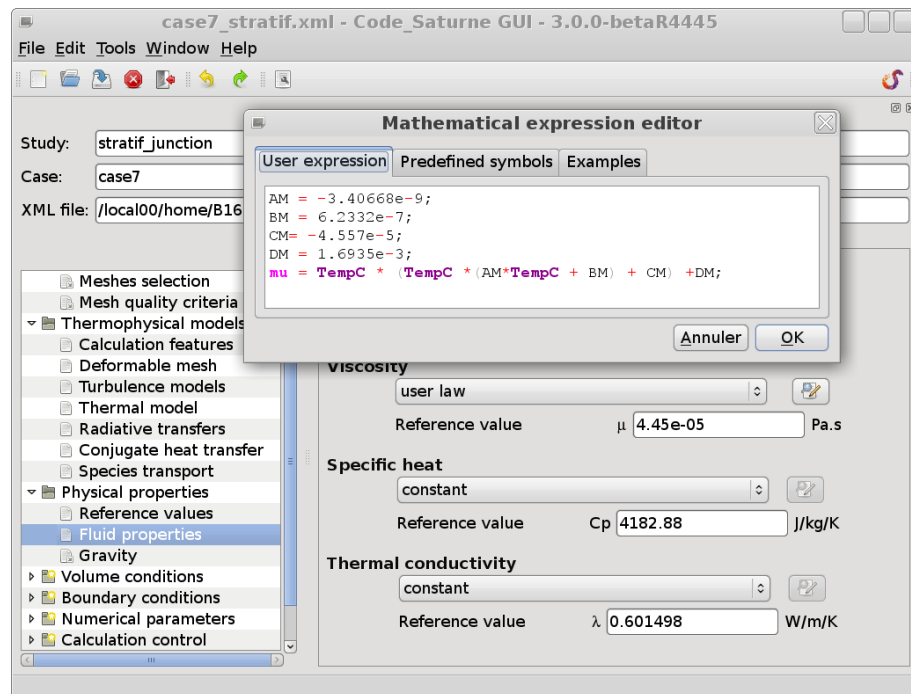 case7_stratif.xml - Code_Saturne GUI - 3.0.0-betaR4445
File Edit Tools Window Help
Study: stratif_junction
Case: case7
XML file: /local00/home/B16
Mathematical expression editor
User expression Predefined symbols Examples
AM = -3.40668e-9;
BM = 6.2332e-7;
CM= -4.557e-5;
DM = 1.6935e-3;
mu = TempC * (TempC *(AM*TempC + BM) + CM) +DM;
Annuler OK
Meshes selection
Mesh quality criteria
Thermophysical models
Calculation features
Deformable mesh
Turbulence models
Thermal model
Radiative transfers
Conjugate heat transfer
Species transport
Physical properties
Reference values
Fluid properties
Gravity
Volume conditions
Boundary conditions
Numerical parameters
Calculation control
Viscosity
user law
Reference value μ 4.45e-05 Pa.s
Specific heat
constant
Reference value Cp 4182.88 J/kg/K
Thermal conductivity
constant
Reference value λ 0.601498 W/m/K